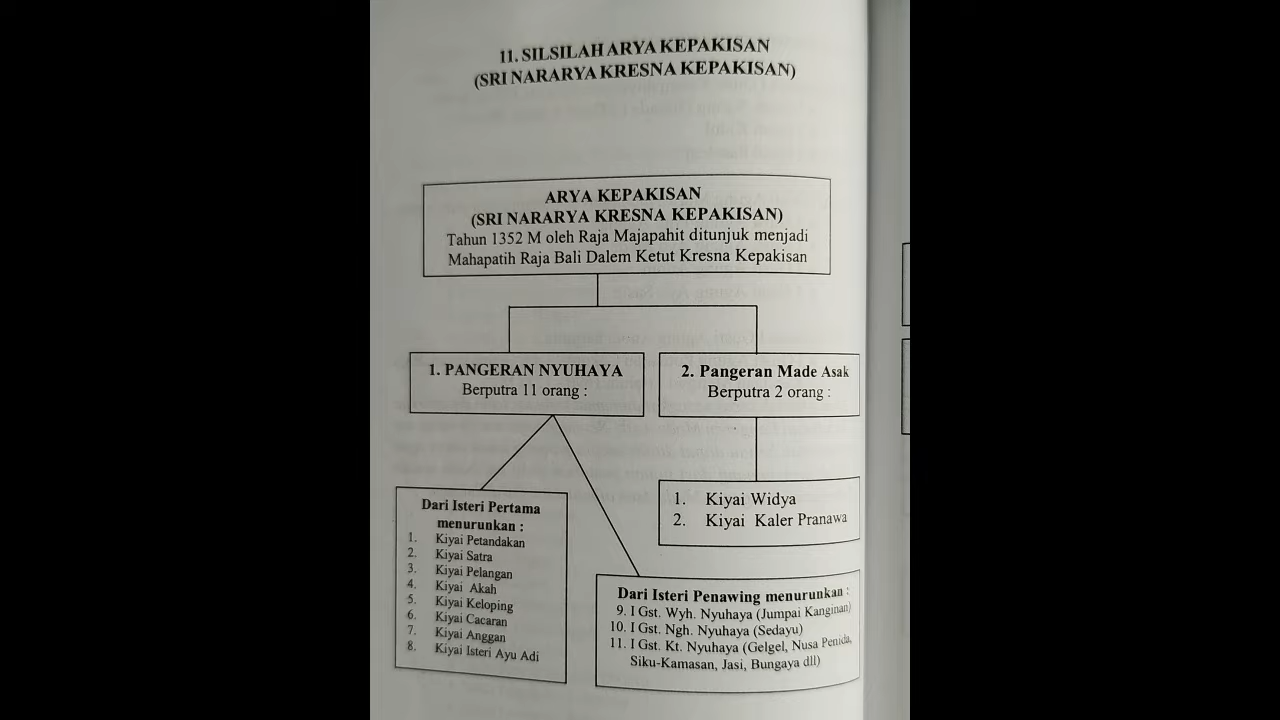 11. SILSILAH ARYA KEPAKISAN
(SRI NARARYA KRESNA KEPAKISAN)
ARYA KEPAKISAN
(SRI NARARYA KRESNA KEPAKISAN)
Tahun 1352 M oleh Raja Majapahit ditunjuk menjadi
Mahapatih Raja Bali Dalem Ketut Kresna Kepakisan
1. PANGERAN NYUHAYA
Berputra 11 orang :
2. Pangeran Made Asak
Berputra 2 orang :
Dari Isteri Pertama
menurunkan :
1. Kiyai Petandakan
2. Kiyai Satra
3. Kiyai Pelangan
4. Kiyai Akah
5. Kiyai Keloping
6. Kiyai Cacaran
7. Kiyai Anggan
8. Kiyai Isteri Ayu Adi
1. Kiyai Widya
2. Kiyai Kaler Pranawa
Dari Isteri Penawing menurunkan :
9. I Gst. Wyh. Nyuhaya (Jumpai Kanginan)
10. I Gst. Ngh. Nyuhaya (Sedayu)
11. I Gst. Kt. Nyuhaya (Gelgel, Nusa Penida,
Siku-Kamasan, Jasi, Bungaya dll)